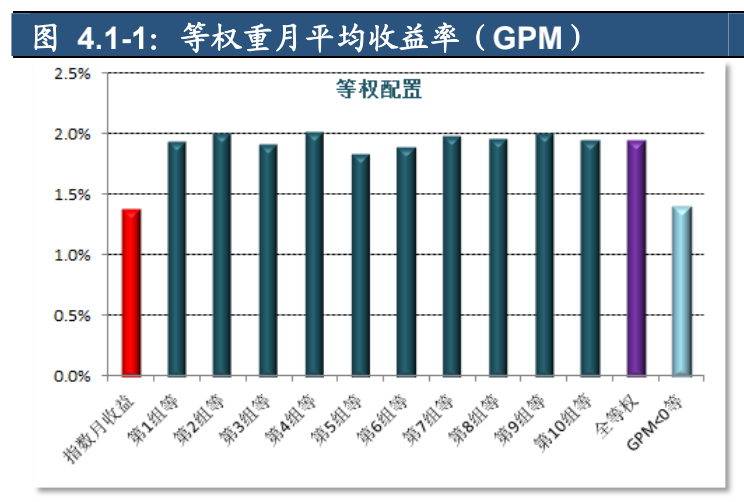 图 4.1-1：等权重月平均收益率（GPM）
等权配置
2.5%
2.0%
1.5%
1.0%
0.5%
0.0%
指数月收益
第1组等
第2组等
第3组等
第4组等
第5组等
第6组等
第7组等
第8组等
第9组等
第10组等
全等权
GPM<0等